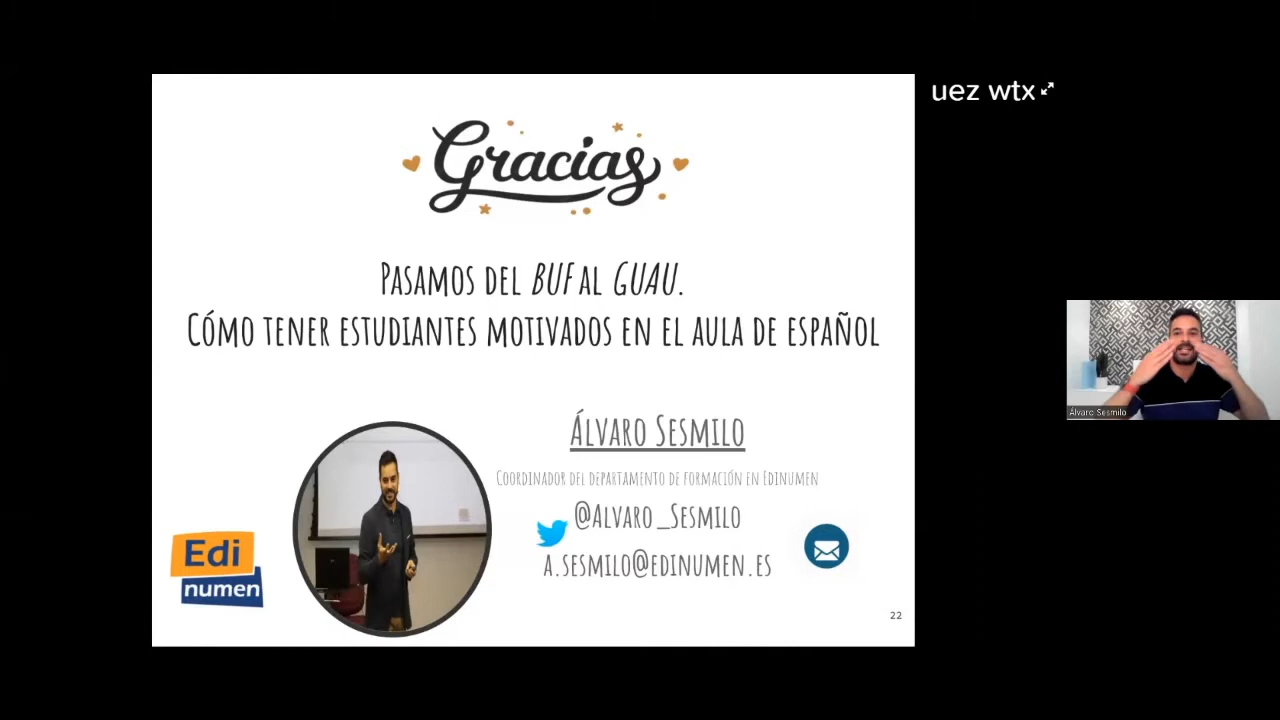 Gracias
uez wtx
PASAMOS DEL BUF AL GUAU.
CÓMO TENER ESTUDIANTES MOTIVADOS EN EL AULA DE ESPAÑOL
ÁLVARO SESMILO
COORDINADOR DEL DEPARTAMENTO DE FORMACIÓN EN EDINUMEN
@ALVARO_SESMILO
A.SESMILO@EDINUMEN.ES
Edi
numen
22
Álvaro Sesmilo